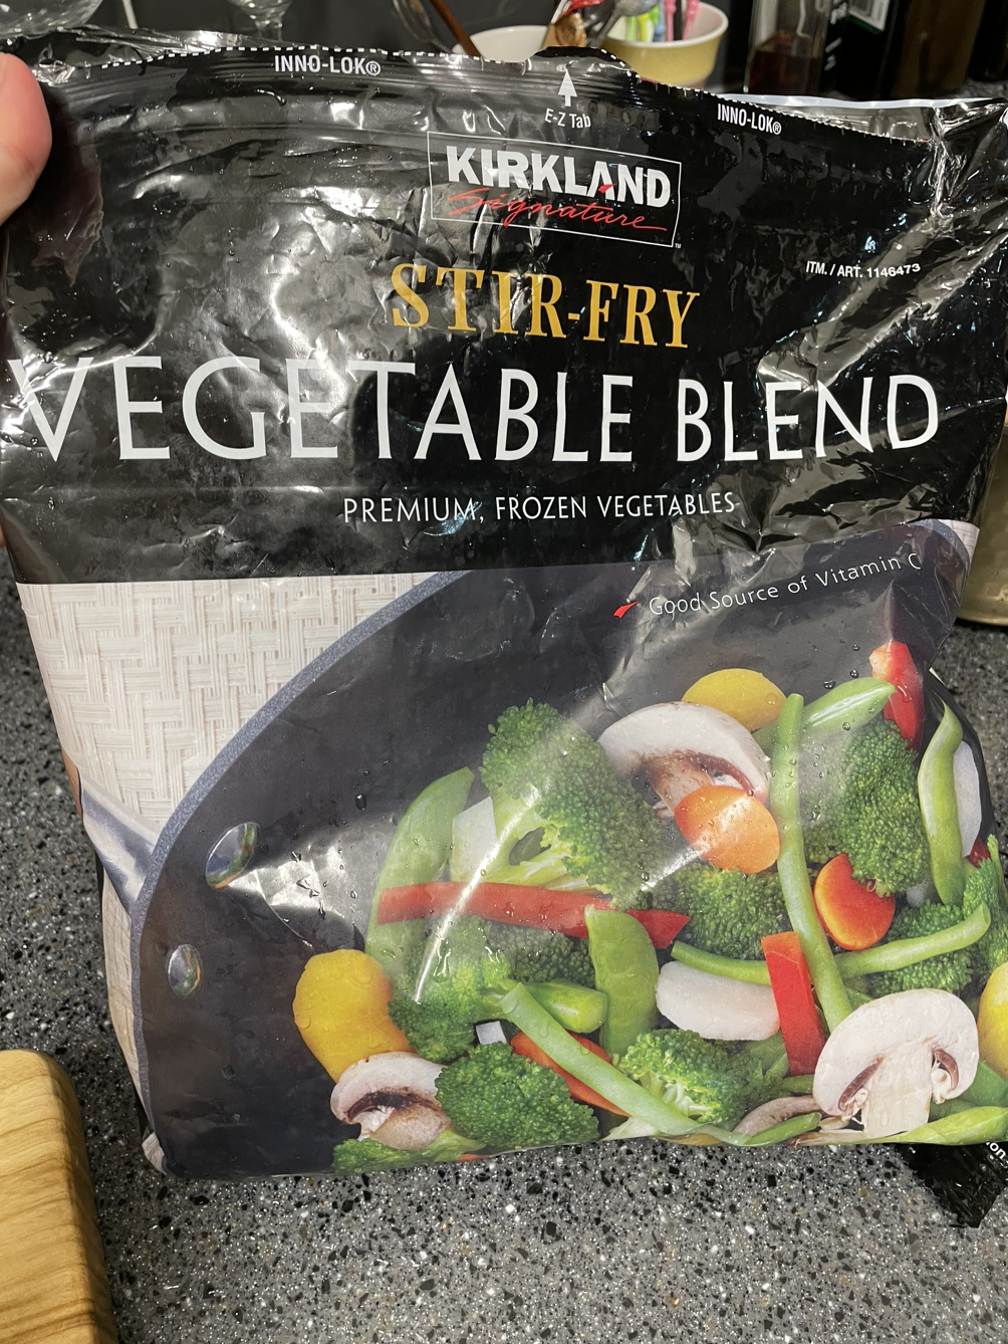 INNO-LOK®
E-Z Tab
INNO-LOK®
KIRKLAND
Signature™
ITM. / ART. 1146473
STIR-FRY
VEGETABLE BLEND
PREMIUM, FROZEN VEGETABLES
Good Source of Vitamin C